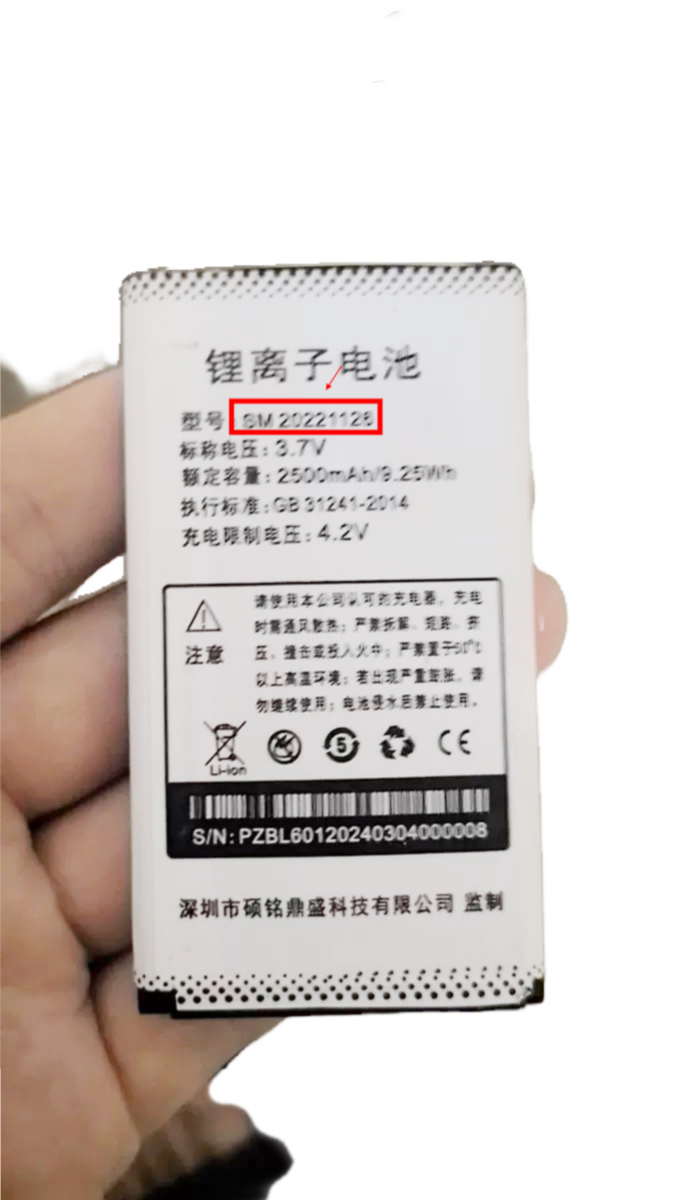 锂离子电池
型号 SM 20221126
标称电压: 3.7V
额定容量: 2500mAh/9.25Wh
执行标准: GB 31241-2014
充电限制电压: 4.2V
注意
请使用本公司认可的充电器,充电
时需通风散热;严禁拆解、短路、挤
压、撞击或投入火中;严禁置于60℃
以上高温环境;若出现严重膨胀,请
勿继续使用;电池浸水后禁止使用。
Li-ion
5
CE
S/N: PZBL60120240304000008
深圳市硕铭鼎盛科技有限公司 监制